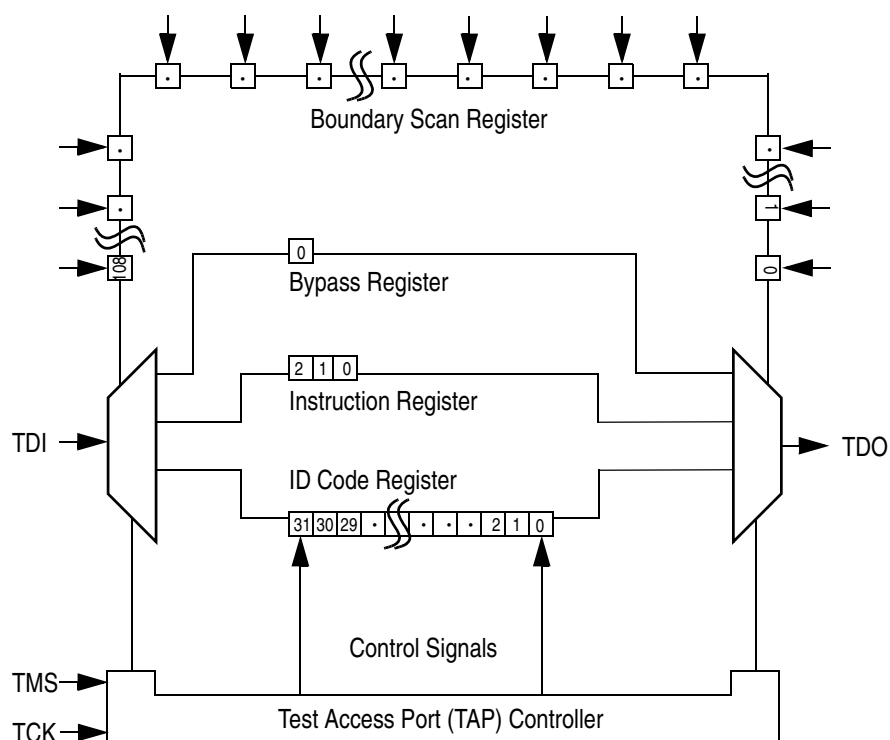 · · · · · · · ·
Boundary Scan Register
· ·
· 1
108 0 0
Bypass Register
2 1 0
Instruction Register
TDI TDO
ID Code Register
31 30 29 · · · · 2 1 0
Control Signals
TMS
Test Access Port (TAP) Controller
TCK